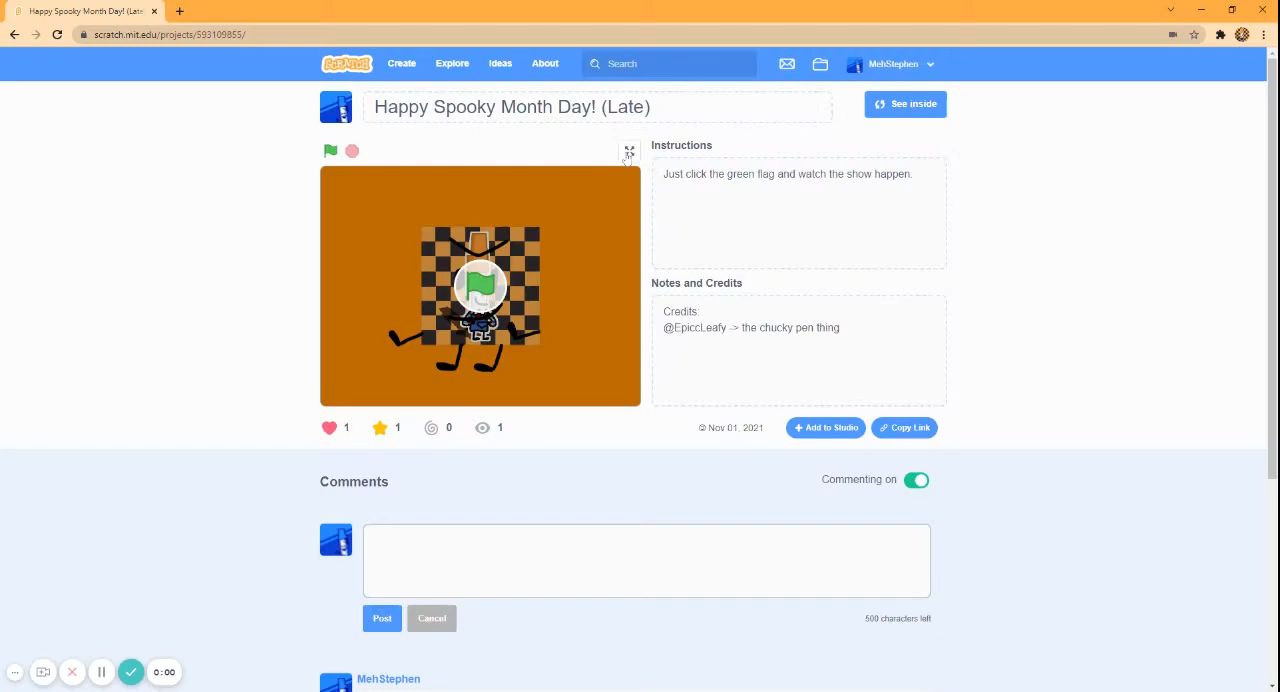 Happy Spooky Month Day! (Late
scratch.mit.edu/projects/593109855/
SCRATCH
Create
Explore
Ideas
About
Search
MehStephen
Happy Spooky Month Day! (Late)
See inside
Instructions
Just click the green flag and watch the show happen.
Notes and Credits
Credits:
@EpiccLeafy -> the chucky pen thing
1
1
0
1
© Nov 01, 2021
Add to Studio
Copy Link
Comments
Commenting on
Post
Cancel
500 characters left
0:00
MehStephen